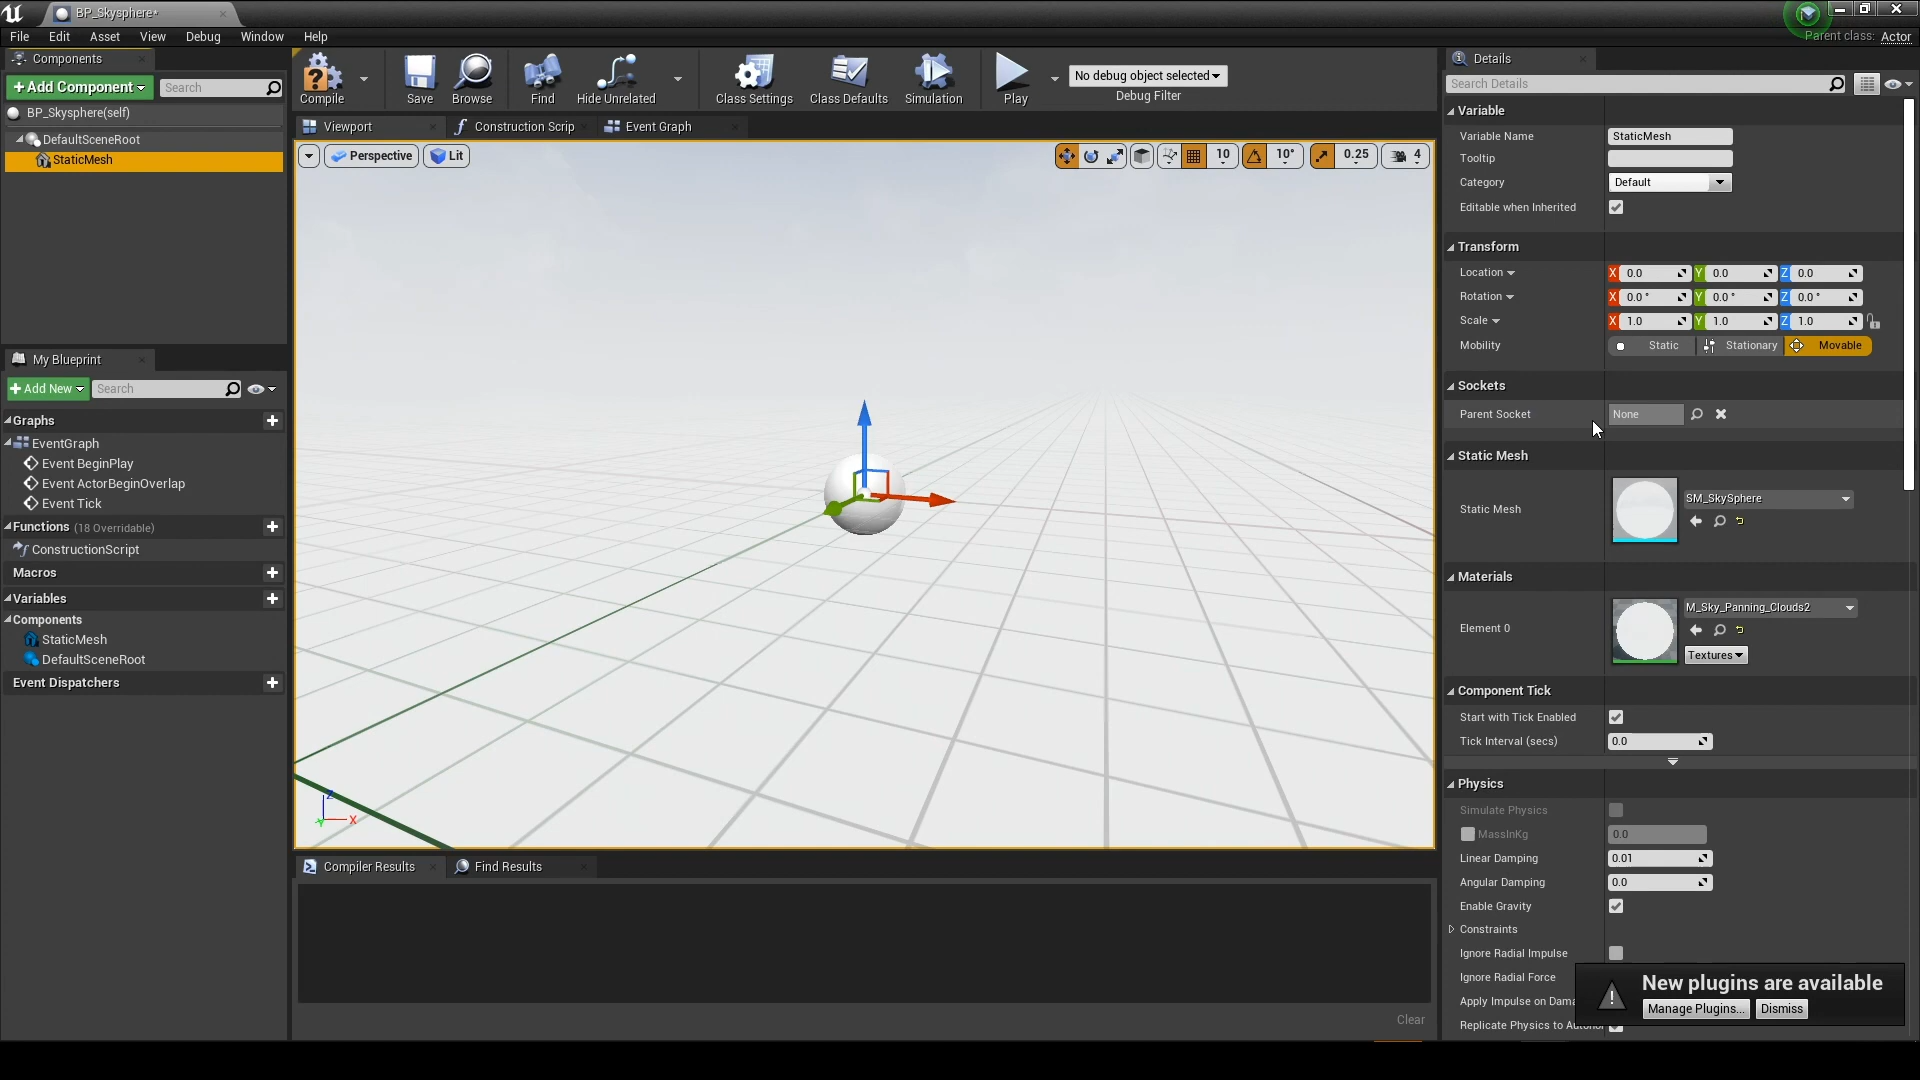 BP_Skysphere*
File Edit Asset View Debug Window Help
Parent class: Actor
Components
+Add Component
Search
BP_Skysphere(self)
DefaultSceneRoot
StaticMesh
My Blueprint
+Add New
Search
Graphs
EventGraph
Event BeginPlay
Event ActorBeginOverlap
Event Tick
Functions (18 Overridable)
ConstructionScript
Macros
Variables
Components
StaticMesh
DefaultSceneRoot
Event Dispatchers
Compile Save Browse Find Hide Unrelated Class Settings Class Defaults Simulation Play
No debug object selected
Debug Filter
Viewport Construction Scrip Event Graph
Perspective Lit
10 10° 0.25 4
Z
X
Y
Compiler Results Find Results
Clear
Details
Search Details
Variable
Variable Name StaticMesh
Tooltip
Category Default
Editable when Inherited
Transform
Location X 0.0 Y 0.0 Z 0.0
Rotation X 0.0 ° Y 0.0 ° Z 0.0 °
Scale X 1.0 Y 1.0 Z 1.0
Mobility Static Stationary Movable
Sockets
Parent Socket None
Static Mesh
Static Mesh SM_SkySphere
Materials
Element 0 M_Sky_Panning_Clouds2
Textures
Component Tick
Start with Tick Enabled
Tick Interval (secs) 0.0
Physics
Simulate Physics
MassInKg 0.0
Linear Damping 0.01
Angular Damping 0.0
Enable Gravity
Constraints
Ignore Radial Impulse
Ignore Radial Force
Apply Impulse on Dama
Replicate Physics to
New plugins are available
Manage Plugins... Dismiss